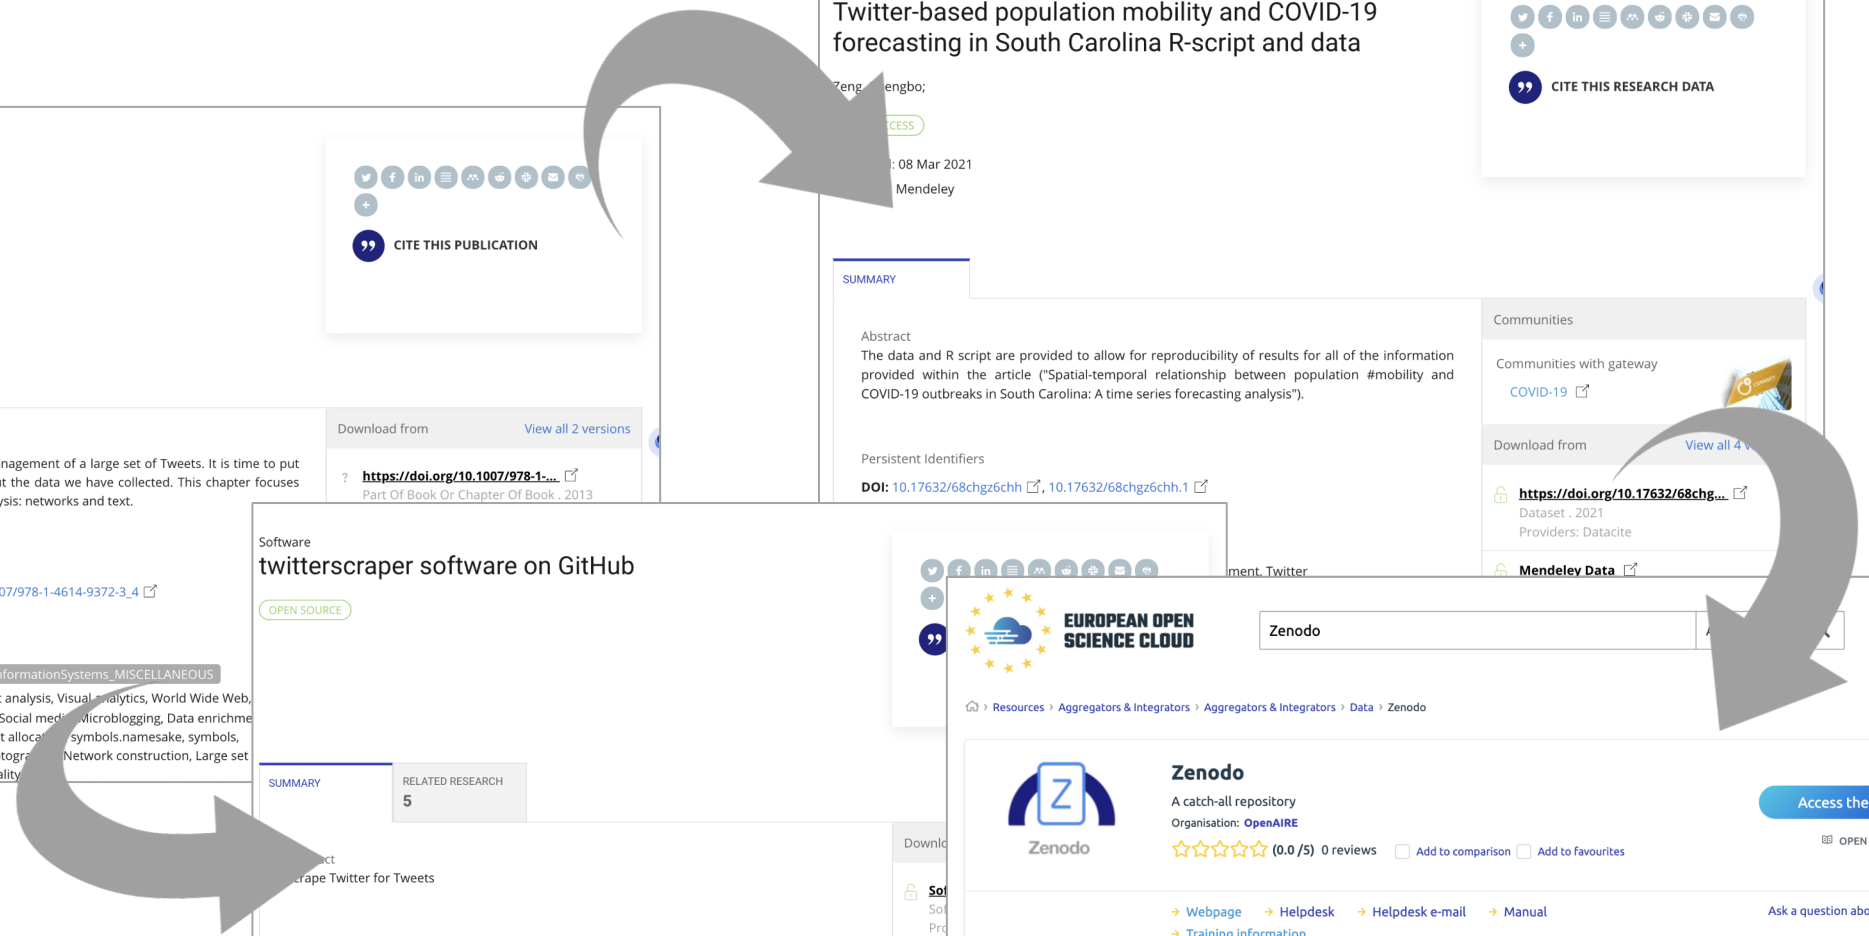 Twitter-based population mobility and COVID-19
forecasting in South Carolina R-script and data
engbo;
CESS
: 08 Mar 2021
Mendeley
CITE THIS RESEARCH DATA
SUMMARY
Abstract
The data and R script are provided to allow for reproducibility of results for all of the information
provided within the article ("Spatial-temporal relationship between population #mobility and
COVID-19 outbreaks in South Carolina: A time series forecasting analysis").
Persistent Identifiers
DOI: 10.17632/68chgz6chh , 10.17632/68chgz6chh.1
ment, Twitter
Communities
Communities with gateway
COVID-19
CONNECT
Download from View all 4 v
https://doi.org/10.17632/68chg...
Dataset . 2021
Providers: Datacite
Mendeley Data
CITE THIS PUBLICATION
Download from View all 2 versions
? https://doi.org/10.1007/978-1-...
Part Of Book Or Chapter Of Book . 2013
nagement of a large set of Tweets. It is time to put
t the data we have collected. This chapter focuses
ysis: networks and text.
07/978-1-4614-9372-3_4
nformationSystems_MISCELLANEOUS
analysis, Visual alytics, World Wide Web,
Social med Microblogging, Data enrichme
t alloca symbols.namesake, symbols,
togra Network construction, Large set
ality
Software
twitterscraper software on GitHub
OPEN SOURCE
SUMMARY
RELATED RESEARCH
5
ct
rape Twitter for Tweets
Downlo
Sof
Sof
Pro
EUROPEAN OPEN
SCIENCE CLOUD
Zenodo
Resources › Aggregators & Integrators › Aggregators & Integrators › Data › Zenodo
Z
Zenodo
Zenodo
A catch-all repository
Organisation: OpenAIRE
(0.0 /5) 0 reviews Add to comparison Add to favourites
Access the
OPEN
→ Webpage → Helpdesk → Helpdesk e-mail → Manual
→ Training information
Ask a question abo